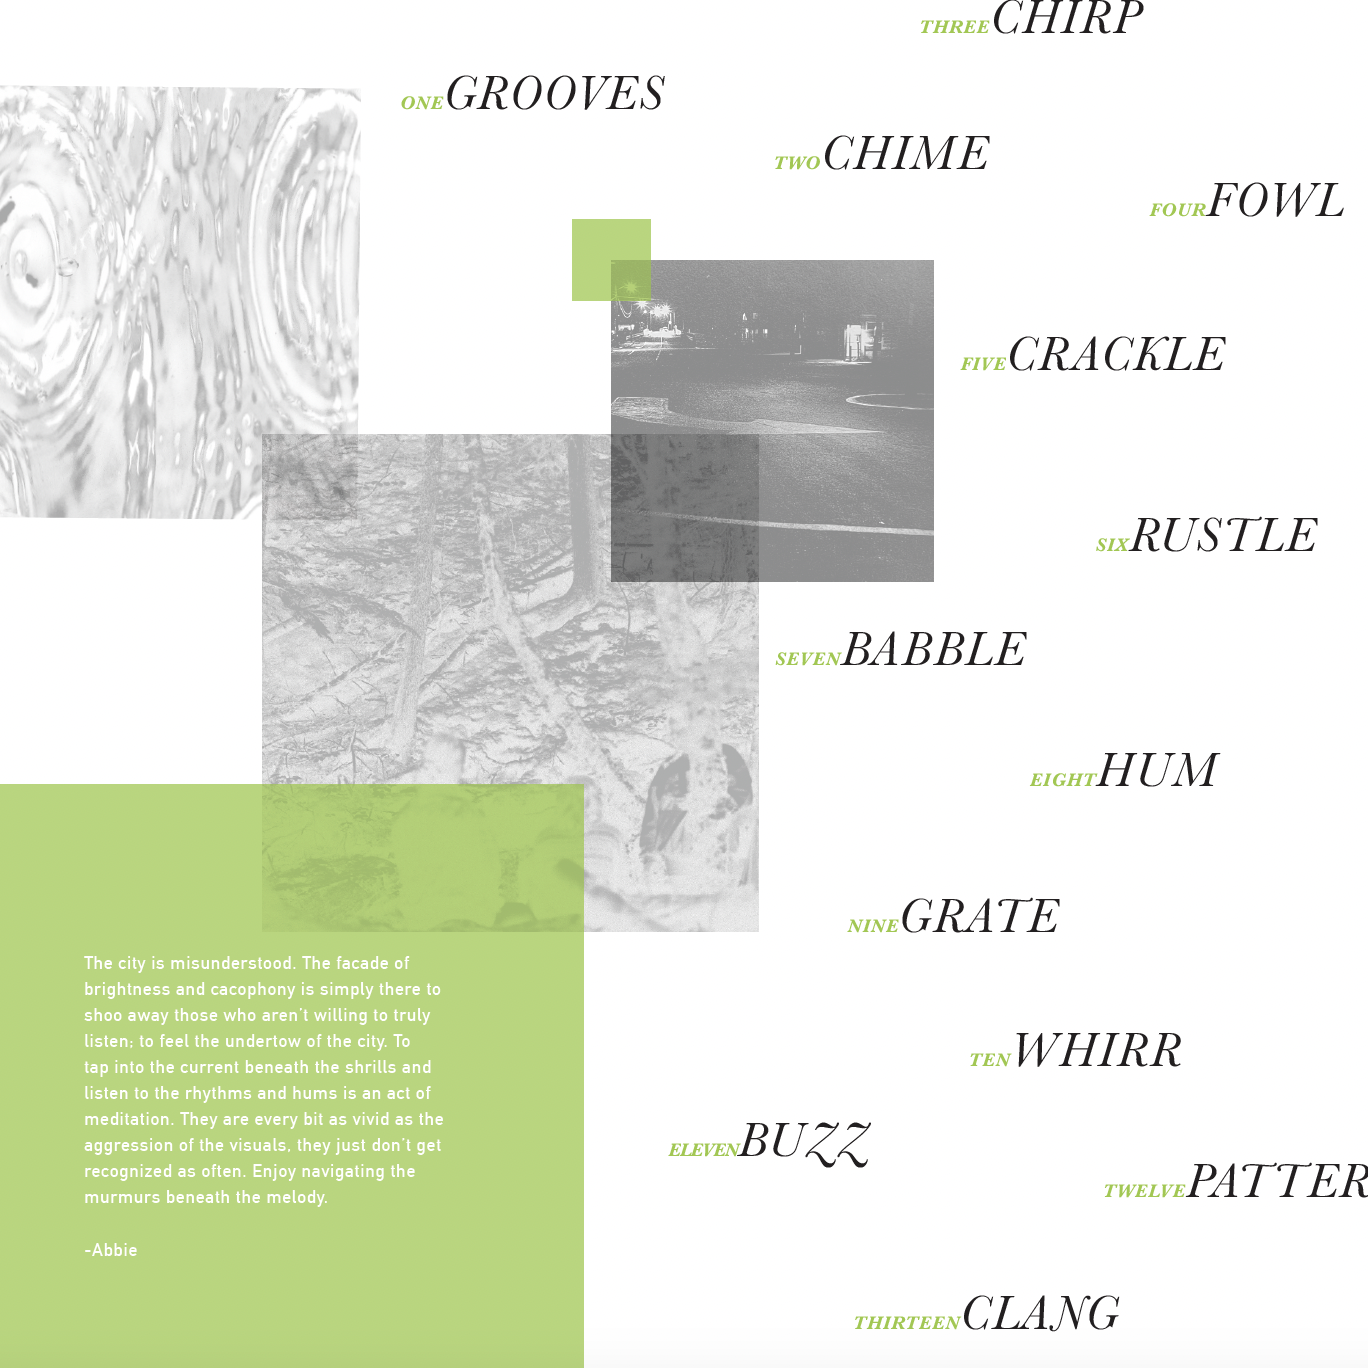 THREE CHIRP
ONE GROOVES
TWO CHIME
FOUR FOWL
FIVE CRACKLE
SIX RUSTLE
SEVEN BABBLE
EIGHT HUM
NINE GRATE
TEN WHIRR
ELEVEN BUZZ
TWELVE PATTER
THIRTEEN CLANG
The city is misunderstood. The facade of
brightness and cacophony is simply there to
shoo away those who aren't willing to truly
listen; to feel the undertow of the city. To
tap into the current beneath the shrills and
listen to the rhythms and hums is an act of
meditation. They are every bit as vivid as the
aggression of the visuals, they just don't get
recognized as often. Enjoy navigating the
murmurs beneath the melody.
-Abbie